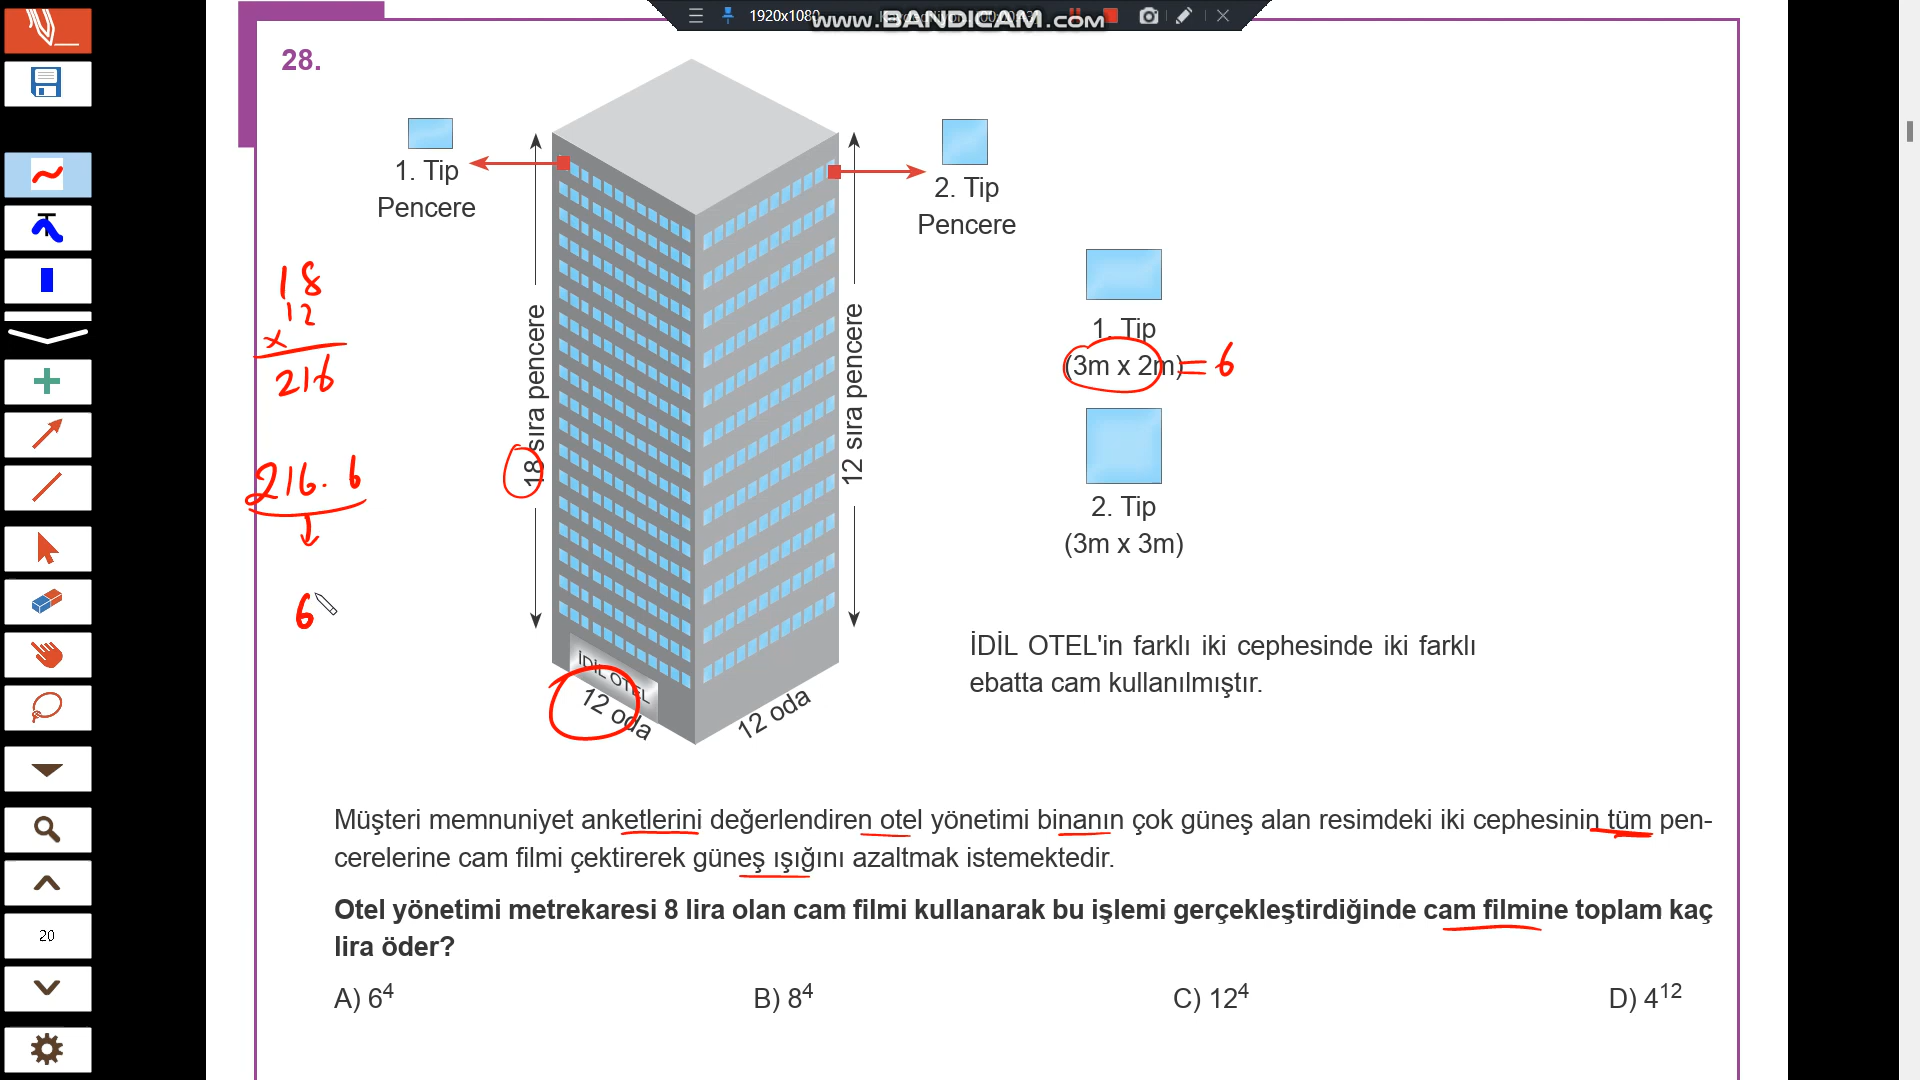 1920x1080
www.BANDICAM.com
28.
1. Tip
Pencere
2. Tip
Pencere
18
12
x
216
216. 6
6
18 sıra pencere
12 sıra pencere
1. Tip
(3m x 2m) = 6
2. Tip
(3m x 3m)
İDİL OTEL
12 oda
12 oda
İDİL OTEL'in farklı iki cephesinde iki farklı
ebatta cam kullanılmıştır.
Müşteri memnuniyet anketlerini değerlendiren otel yönetimi binanın çok güneş alan resimdeki iki cephesinin tüm pen-
cerelerine cam filmi çektirerek güneş ışığını azaltmak istemektedir.
Otel yönetimi metrekaresi 8 lira olan cam filmi kullanarak bu işlemi gerçekleştirdiğinde cam filmine toplam kaç
lira öder?
A) 6⁴ B) 8⁴ C) 12⁴ D) 4¹²
20